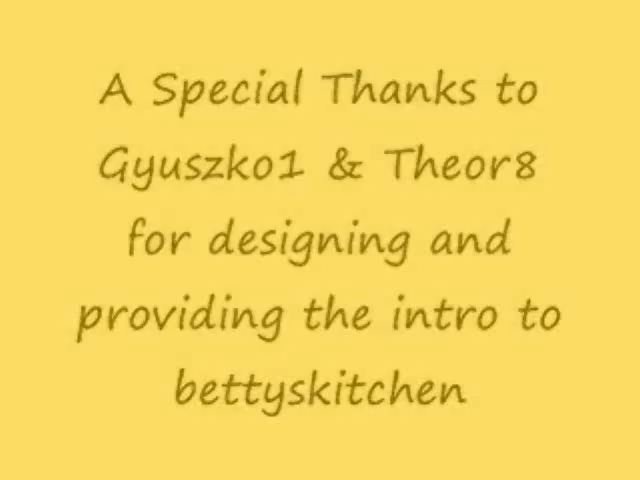 A Special Thanks to
Gyuszko1 & Theor8
for designing and
providing the intro to
bettyskitchen